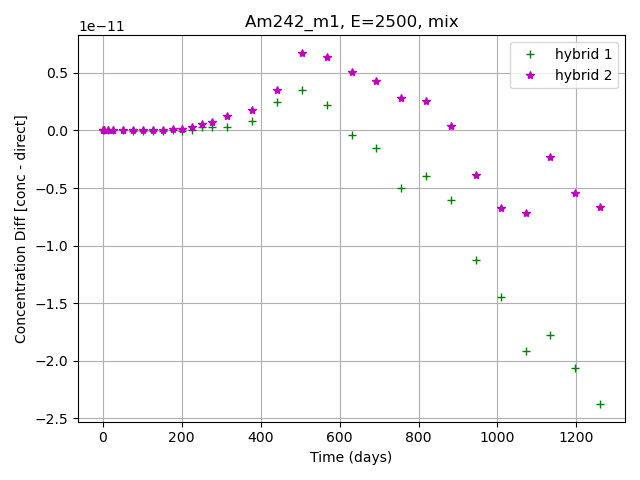 Am242_m1, E=2500, mix
1e−11
hybrid 1
hybrid 2
0.5
0.0
−0.5
−1.0
−1.5
−2.0
−2.5
Concentration Diff [conc - direct]
0 200 400 600 800 1000 1200
Time (days)